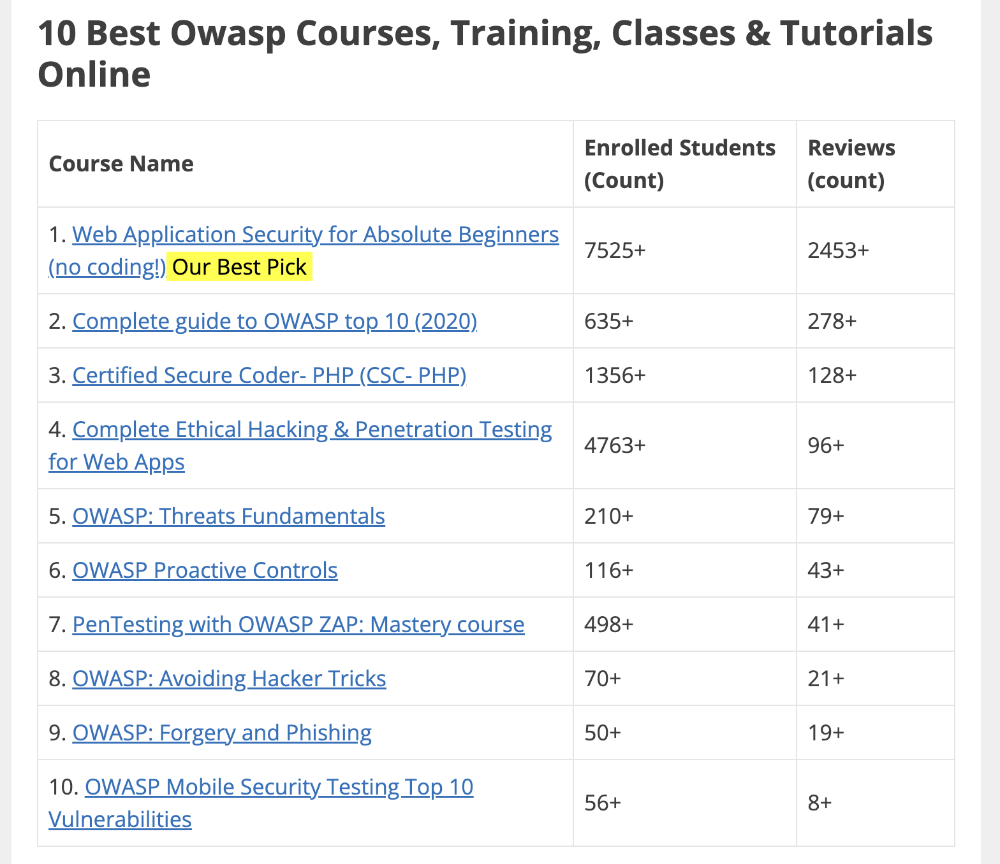 10 Best Owasp Courses, Training, Classes & Tutorials
Online
Course Name
Enrolled Students
(Count)
Reviews
(count)
1. Web Application Security for Absolute Beginners
(no coding!) Our Best Pick
7525+
2453+
2. Complete guide to OWASP top 10 (2020)
635+
278+
3. Certified Secure Coder- PHP (CSC- PHP)
1356+
128+
4. Complete Ethical Hacking & Penetration Testing
for Web Apps
4763+
96+
5. OWASP: Threats Fundamentals
210+
79+
6. OWASP Proactive Controls
116+
43+
7. PenTesting with OWASP ZAP: Mastery course
498+
41+
8. OWASP: Avoiding Hacker Tricks
70+
21+
9. OWASP: Forgery and Phishing
50+
19+
10. OWASP Mobile Security Testing Top 10
Vulnerabilities
56+
8+